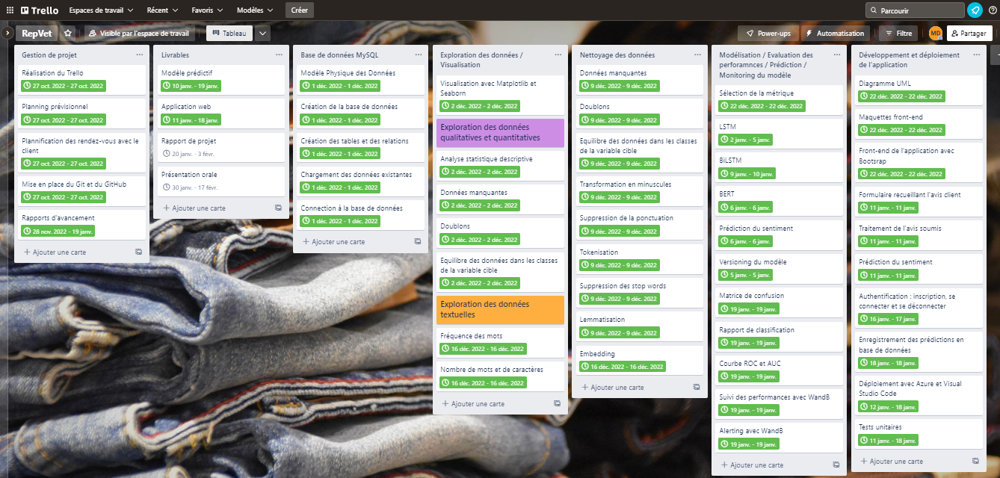 Trello
Espaces de travail
Récent
Favoris
Modèles
Créer
Parcourir
RepVet
Visible par l'espace de travail
Tableau
Power-ups
Automatisation
Filtre
MD
Partager
Gestion de projet
Réalisation du Trello
27 oct. 2022 - 27 oct. 2022
Planning prévisionnel
27 oct. 2022 - 27 oct. 2022
Plannification des rendez-vous avec le
client
27 oct. 2022 - 27 oct. 2022
Mise en place du Git et du GitHub
27 oct. 2022 - 27 oct. 2022
Rapports d'avancement
28 nov. 2022 - 19 janv.
+ Ajouter une carte
Livrables
Modèle prédictif
10 janv. - 19 janv.
Application web
11 janv. - 18 janv.
Rapport de projet
20 janv. - 3 févr.
Présentation orale
30 janv. - 17 févr.
+ Ajouter une carte
Base de données MySQL
Modèle Physique des Données
1 déc. 2022 - 1 déc. 2022
Création de la base de données
1 déc. 2022 - 1 déc. 2022
Création des tables et des relations
1 déc. 2022 - 1 déc. 2022
Chargement des données existantes
1 déc. 2022 - 1 déc. 2022
Connection à la base de données
1 déc. 2022 - 1 déc. 2022
+ Ajouter une carte
Exploration des données /
Visualisation
Visualisation avec Matplotlib et
Seaborn
2 déc. 2022 - 2 déc. 2022
Exploration des données
qualitatives et quantitatives
Analyse statistique descriptive
2 déc. 2022 - 2 déc. 2022
Données manquantes
2 déc. 2022 - 2 déc. 2022
Doublons
2 déc. 2022 - 2 déc. 2022
Equilibre des données dans les classes
de la variable cible
2 déc. 2022 - 2 déc. 2022
Exploration des données
textuelles
Fréquence des mots
16 déc. 2022 - 16 déc. 2022
Nombre de mots et de caractères
16 déc. 2022 - 16 déc. 2022
+ Ajouter une carte
Nettoyage des données
Données manquantes
9 déc. 2022 - 9 déc. 2022
Doublons
9 déc. 2022 - 9 déc. 2022
Equilibre des données dans les classes
de la variable cible
9 déc. 2022 - 9 déc. 2022
Transformation en minuscules
9 déc. 2022 - 9 déc. 2022
Suppression de la ponctuation
9 déc. 2022 - 9 déc. 2022
Tokenisation
9 déc. 2022 - 9 déc. 2022
Suppression des stop words
9 déc. 2022 - 9 déc. 2022
Lemmatisation
9 déc. 2022 - 9 déc. 2022
Embedding
16 déc. 2022 - 16 déc. 2022
+ Ajouter une carte
Modélisation / Evaluation des
perforamnces / Prédiction /
Monitoring du modèle
Sélection de la métrique
22 déc. 2022 - 22 déc. 2022
LSTM
2 janv. - 5 janv.
BiLSTM
9 janv. - 10 janv.
BERT
6 janv. - 6 janv.
Prédiction du sentiment
6 janv. - 6 janv.
Versioning du modèle
5 janv. - 5 janv.
Matrice de confusion
19 janv. - 19 janv.
Rapport de classification
19 janv. - 19 janv.
Courbe ROC et AUC
19 janv. - 19 janv.
Suivi des performances avec WandB
19 janv. - 19 janv.
Alerting avec WandB
19 janv. - 19 janv.
+ Ajouter une carte
Développement et déploiement
de l'application
Diagramme UML
22 déc. 2022 - 22 déc. 2022
Maquettes front-end
22 déc. 2022 - 22 déc. 2022
Front-end de l'application avec
Bootsrap
22 déc. 2022 - 22 déc. 2022
Formulaire recueillant l'avis client
11 janv. - 11 janv.
Traitement de l'avis soumis
11 janv. - 11 janv.
Prédiction du sentiment
11 janv. - 11 janv.
Authentification : inscription, se
connecter et se déconnecter
16 janv. - 17 janv.
Enregistrement des prédictions en
base de données
18 janv. - 18 janv.
Déploiement avec Azure et Visual
Studio Code
12 janv. - 18 janv.
Tests unitaires
11 janv. - 18 janv.
+ Ajouter une carte